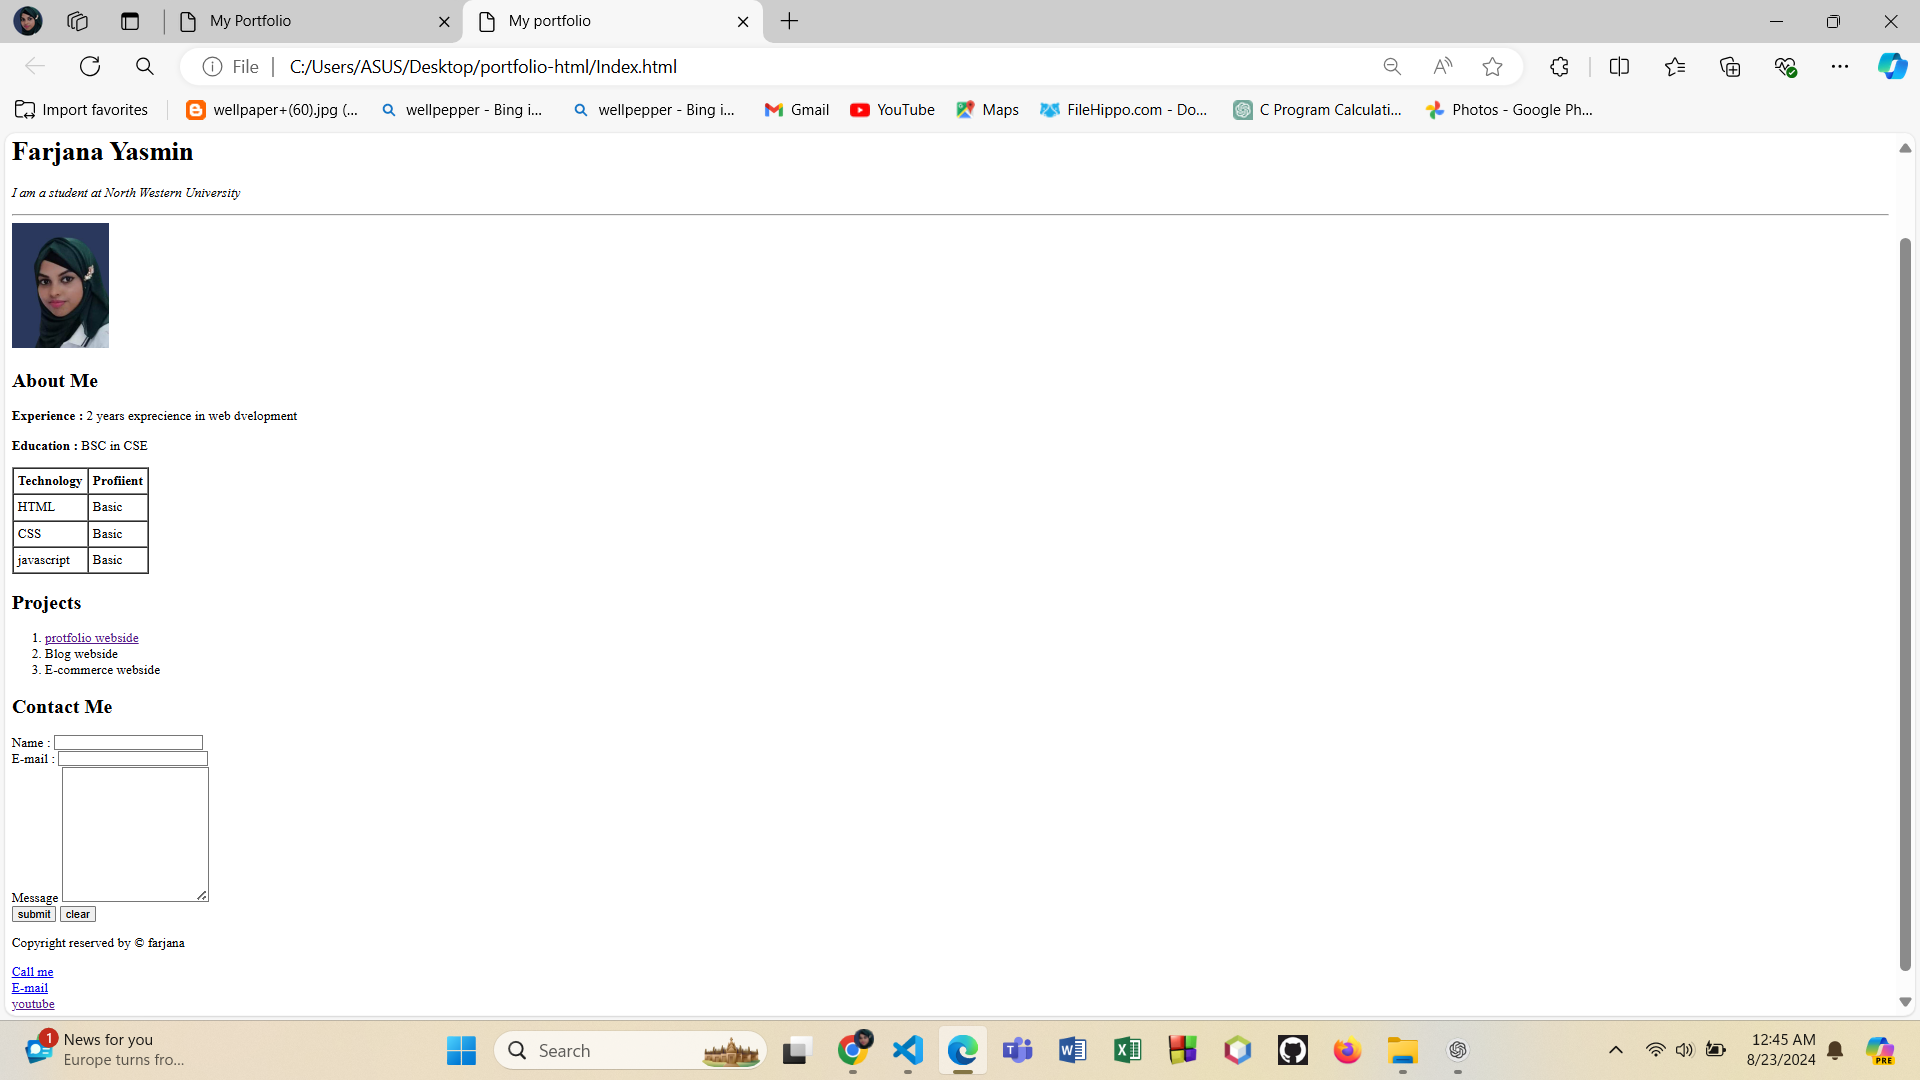 My Portfolio
My portfolio
File
C:/Users/ASUS/Desktop/portfolio-html/Index.html
Import favorites
wellpaper+(60).jpg (...
wellpepper - Bing i...
wellpepper - Bing i...
Gmail
YouTube
Maps
FileHippo.com - Do...
C Program Calculati...
Photos - Google Ph...
Farjana Yasmin
I am a student at North Western University
About Me
Experience : 2 years exprecience in web dvelopment
Education : BSC in CSE
Technology Profiient
HTML Basic
CSS Basic
javascript Basic
Projects
1. protfolio webside
2. Blog webside
3. E-commerce webside
Contact Me
Name :
E-mail :
Message
submit clear
Copyright reserved by © farjana
Call me
E-mail
youtube
1
News for you
Europe turns fro...
Search
12:45 AM
8/23/2024
PRE